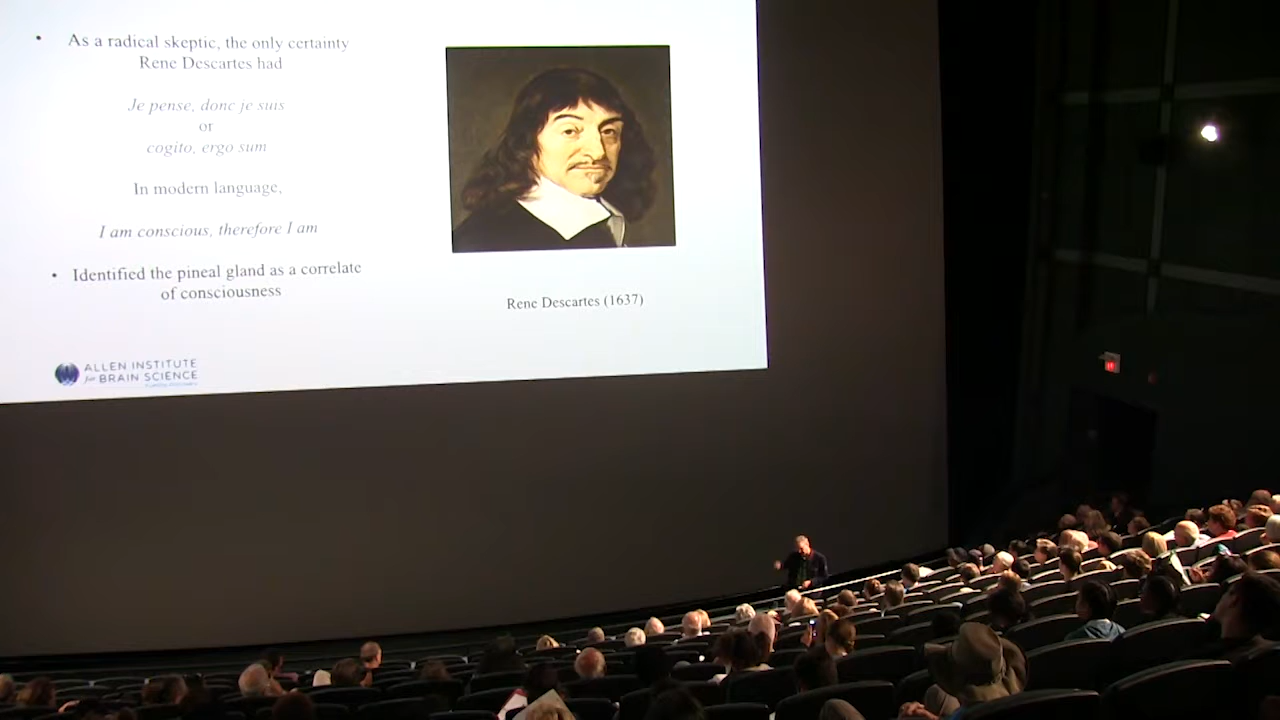 • As a radical skeptic, the only certainty
Rene Descartes had
Je pense, donc je suis
or
cogito, ergo sum
In modern language,
I am conscious, therefore I am
• Identified the pineal gland as a correlate
of consciousness
Rene Descartes (1637)
ALLEN INSTITUTE
for BRAIN SCIENCE